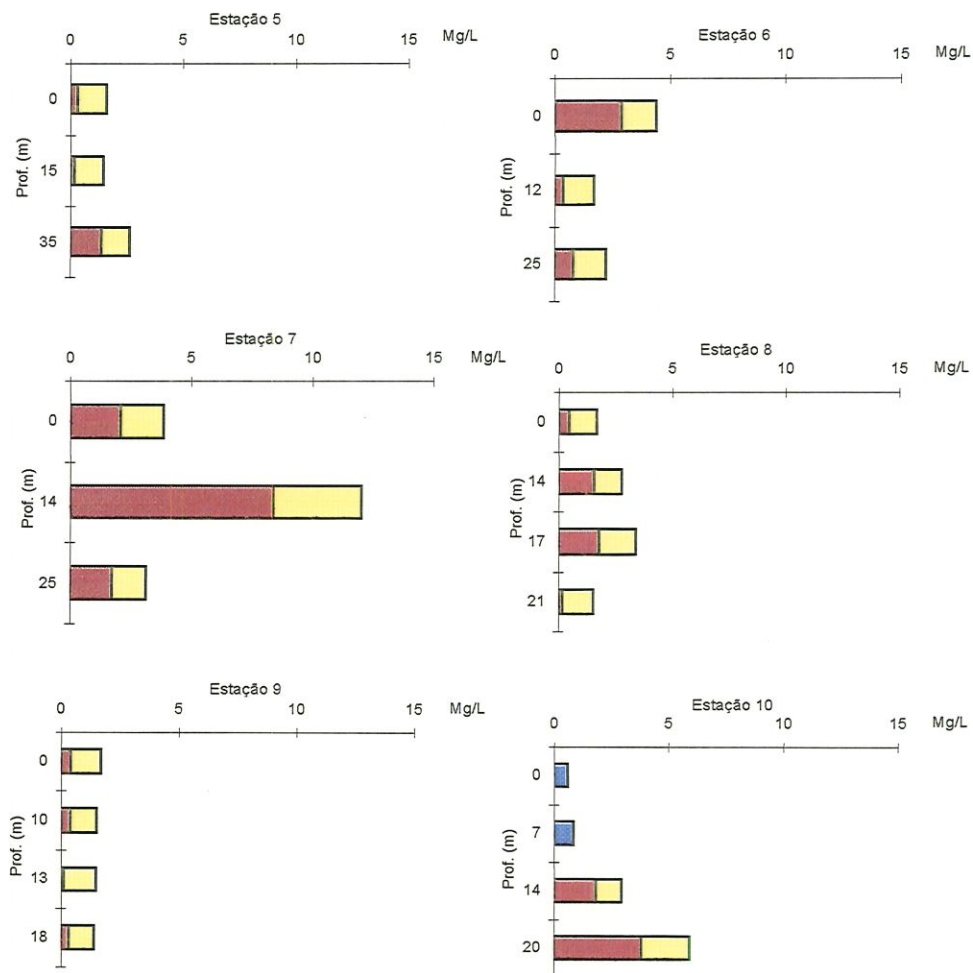 Estação 5
0 5 10 15 Mg/L
Prof. (m)
0
15
35
Estação 6
0 5 10 15 Mg/L
Prof. (m)
0
12
25
Estação 7
0 5 10 15 Mg/L
Prof. (m)
0
14
25
Estação 8
0 5 10 15 Mg/L
Prof. (m)
0
14
17
21
Estação 9
0 5 10 15 Mg/L
Prof. (m)
0
10
13
18
Estação 10
0 5 10 15 Mg/L
Prof. (m)
0
7
14
20